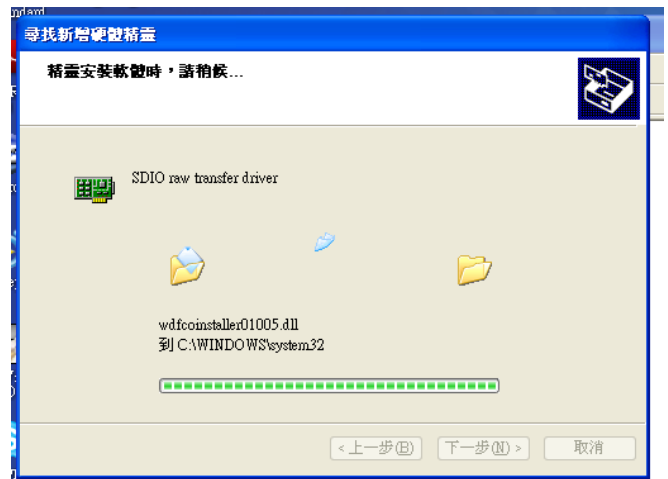 尋找新增硬體精靈
精靈安裝軟體時，請稍候...
SDIO raw transfer driver
wdfcoinstaller01005.dll
到 C:\WINDOWS\system32
< 上一步(B)
下一步(N) >
取消